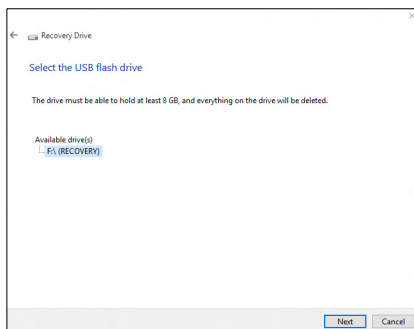 Recovery Drive
Select the USB flash drive
The drive must be able to hold at least 8 GB, and everything on the drive will be deleted.
Available drive(s)
F:\ (RECOVERY)
Next
Cancel